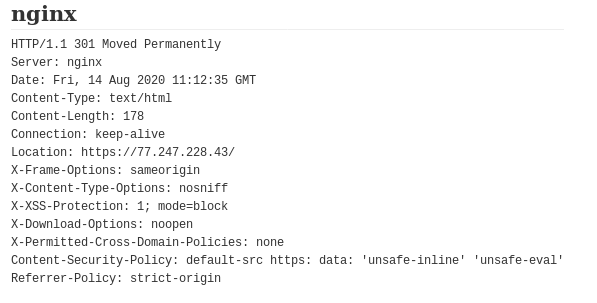 nginx
HTTP/1.1 301 Moved Permanently
Server: nginx
Date: Fri, 14 Aug 2020 11:12:35 GMT
Content-Type: text/html
Content-Length: 178
Connection: keep-alive
Location: https://77.247.228.43/
X-Frame-Options: sameorigin
X-Content-Type-Options: nosniff
X-XSS-Protection: 1; mode=block
X-Download-Options: noopen
X-Permitted-Cross-Domain-Policies: none
Content-Security-Policy: default-src https: data: 'unsafe-inline' 'unsafe-eval'
Referrer-Policy: strict-origin